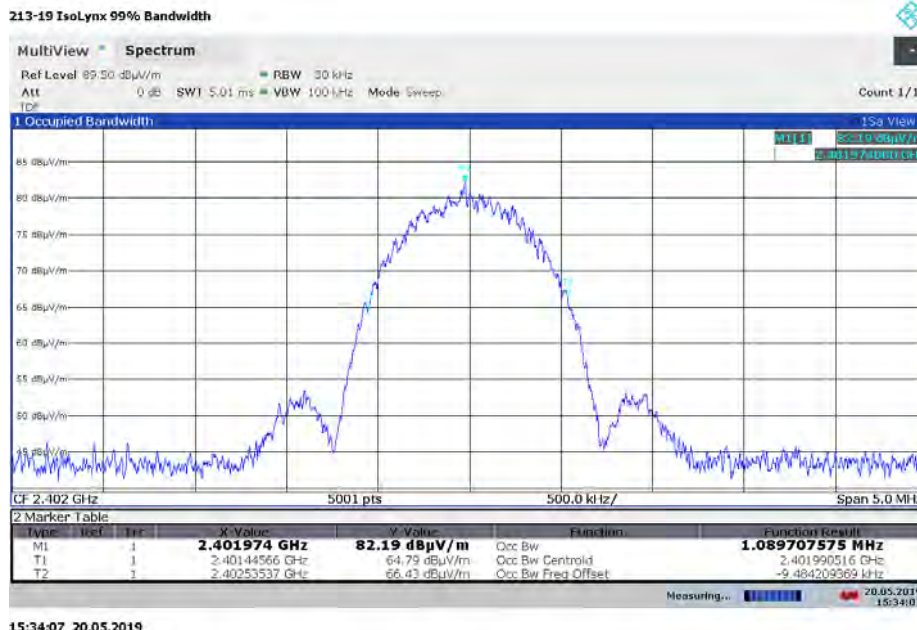 213-19 IsoLynx 99% Bandwidth
MultiView Spectrum
Ref Level 89.50 dBµV/m RBW 30 kHz
Att 0 dB SWT 5.01 ms VBW 100 kHz Mode Sweep Count 1/1
TDF
1 Occupied Bandwidth 1Sa View
M1[1] 82.19 dBµV/m
2.40197400 GHz
85 dBµV/m
80 dBµV/m
75 dBµV/m
70 dBµV/m
65 dBµV/m
60 dBµV/m
55 dBµV/m
50 dBµV/m
45 dBµV/m
CF 2.402 GHz 5001 pts 500.0 kHz/ Span 5.0 MH
2 Marker Table
Type Ref Trc X-Value Y-Value Function Function Result
M1 1 2.401974 GHz 82.19 dBµV/m Occ Bw 1.089707575 MHz
T1 1 2.40144566 GHz 64.79 dBµV/m Occ Bw Centroid 2.401990516 GHz
T2 1 2.40253537 GHz 66.43 dBµV/m Occ Bw Freq Offset -9.484209369 kHz
Measuring... 20.05.2019
15:34:07
15:34:07 20.05.2019